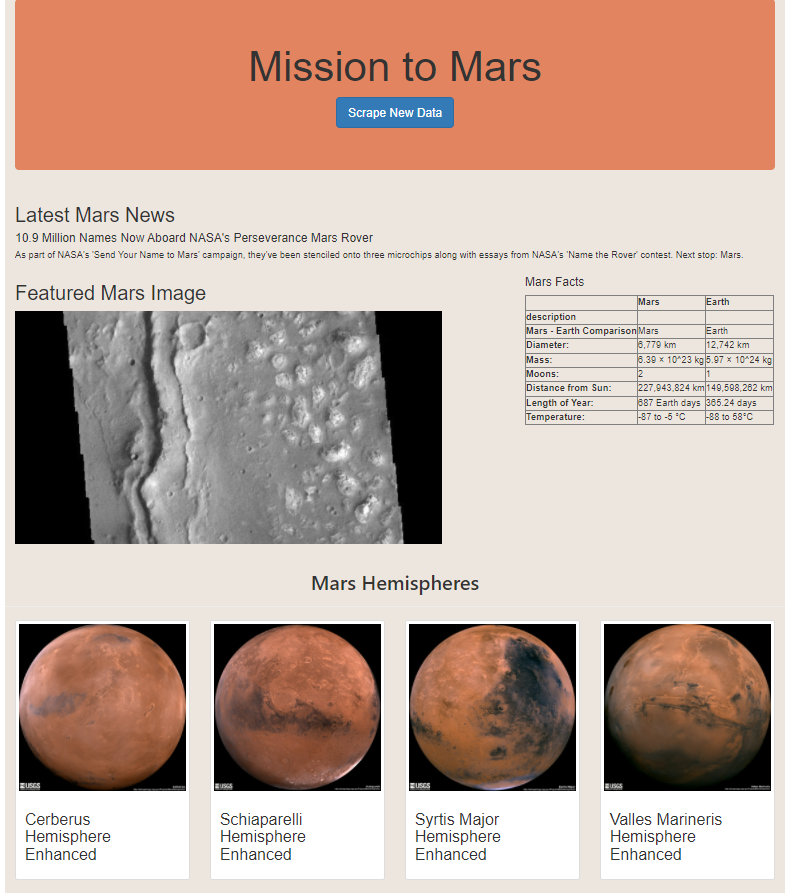 Mission to Mars
Scrape New Data
Latest Mars News
10.9 Million Names Now Aboard NASA's Perseverance Mars Rover
As part of NASA's 'Send Your Name to Mars' campaign, they've been stenciled onto three microchips along with essays from NASA's 'Name the Rover' contest. Next stop: Mars.
Featured Mars Image
Mars Facts
Mars Earth
description
Mars - Earth Comparison Mars Earth
Diameter: 6,779 km 12,742 km
Mass: 6.39 × 10^23 kg 5.97 × 10^24 kg
Moons: 2 1
Distance from Sun: 227,943,824 km 149,598,262 km
Length of Year: 687 Earth days 365.24 days
Temperature: -87 to -5 °C -88 to 58°C
Mars Hemispheres
USGS
USGS
USGS
USGS
Cerberus
Hemisphere
Enhanced
Schiaparelli
Hemisphere
Enhanced
Syrtis Major
Hemisphere
Enhanced
Valles Marineris
Hemisphere
Enhanced